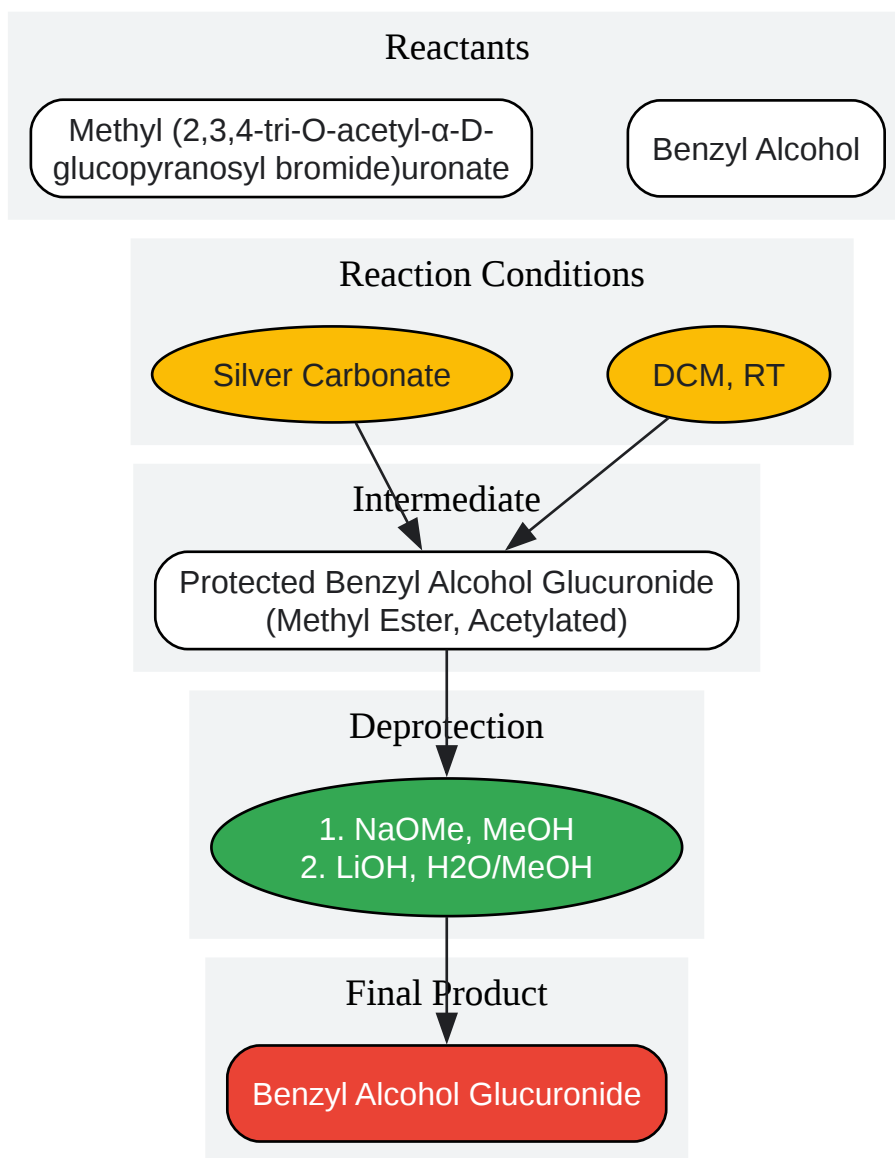 Reactants
Methyl (2,3,4-tri-O-acetyl-α-D-
glucopyranosyl bromide)uronate
Benzyl Alcohol
Reaction Conditions
Silver Carbonate
DCM, RT
Intermediate
Protected Benzyl Alcohol Glucuronide
(Methyl Ester, Acetylated)
Deprotection
1. NaOMe, MeOH
2. LiOH, H2O/MeOH
Final Product
Benzyl Alcohol Glucuronide